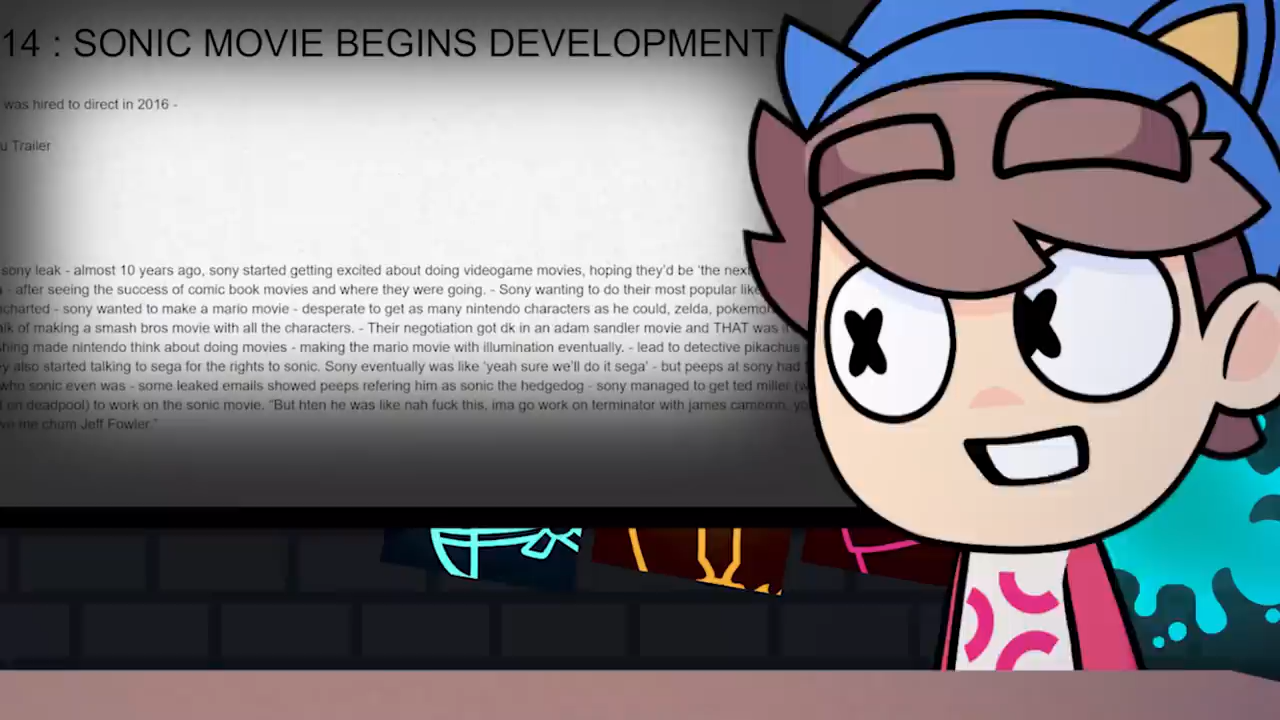 14 : SONIC MOVIE BEGINS DEVELOPMENT
was hired to direct in 2016 -
u Trailer
sony leak - almost 10 years ago, sony started getting excited about doing videogame movies, hoping they'd be 'the next
- after seeing the success of comic book movies and where they were going. - Sony wanting to do their most popular like
charted - sony wanted to make a mario movie - desperate to get as many nintendo characters as he could, zelda, pokemon
lk of making a smash bros movie with all the characters. - Their negotiation got dk in an adam sandler movie and THAT was it
hing made nintendo think about doing movies - making the mario movie with illumination eventually. - lead to detective pikachu
y also started talking to sega for the rights to sonic. Sony eventually was like 'yeah sure we'll do it sega' - but peeps at sony had
who sonic even was - some leaked emails showed peeps refering him as sonic the hedgedog - sony managed to get ted miller (w
on deadpool) to work on the sonic movie. "But hten he was like nah fuck this, ima go work on terminator with james cameron, yo
ve me chum Jeff Fowler."